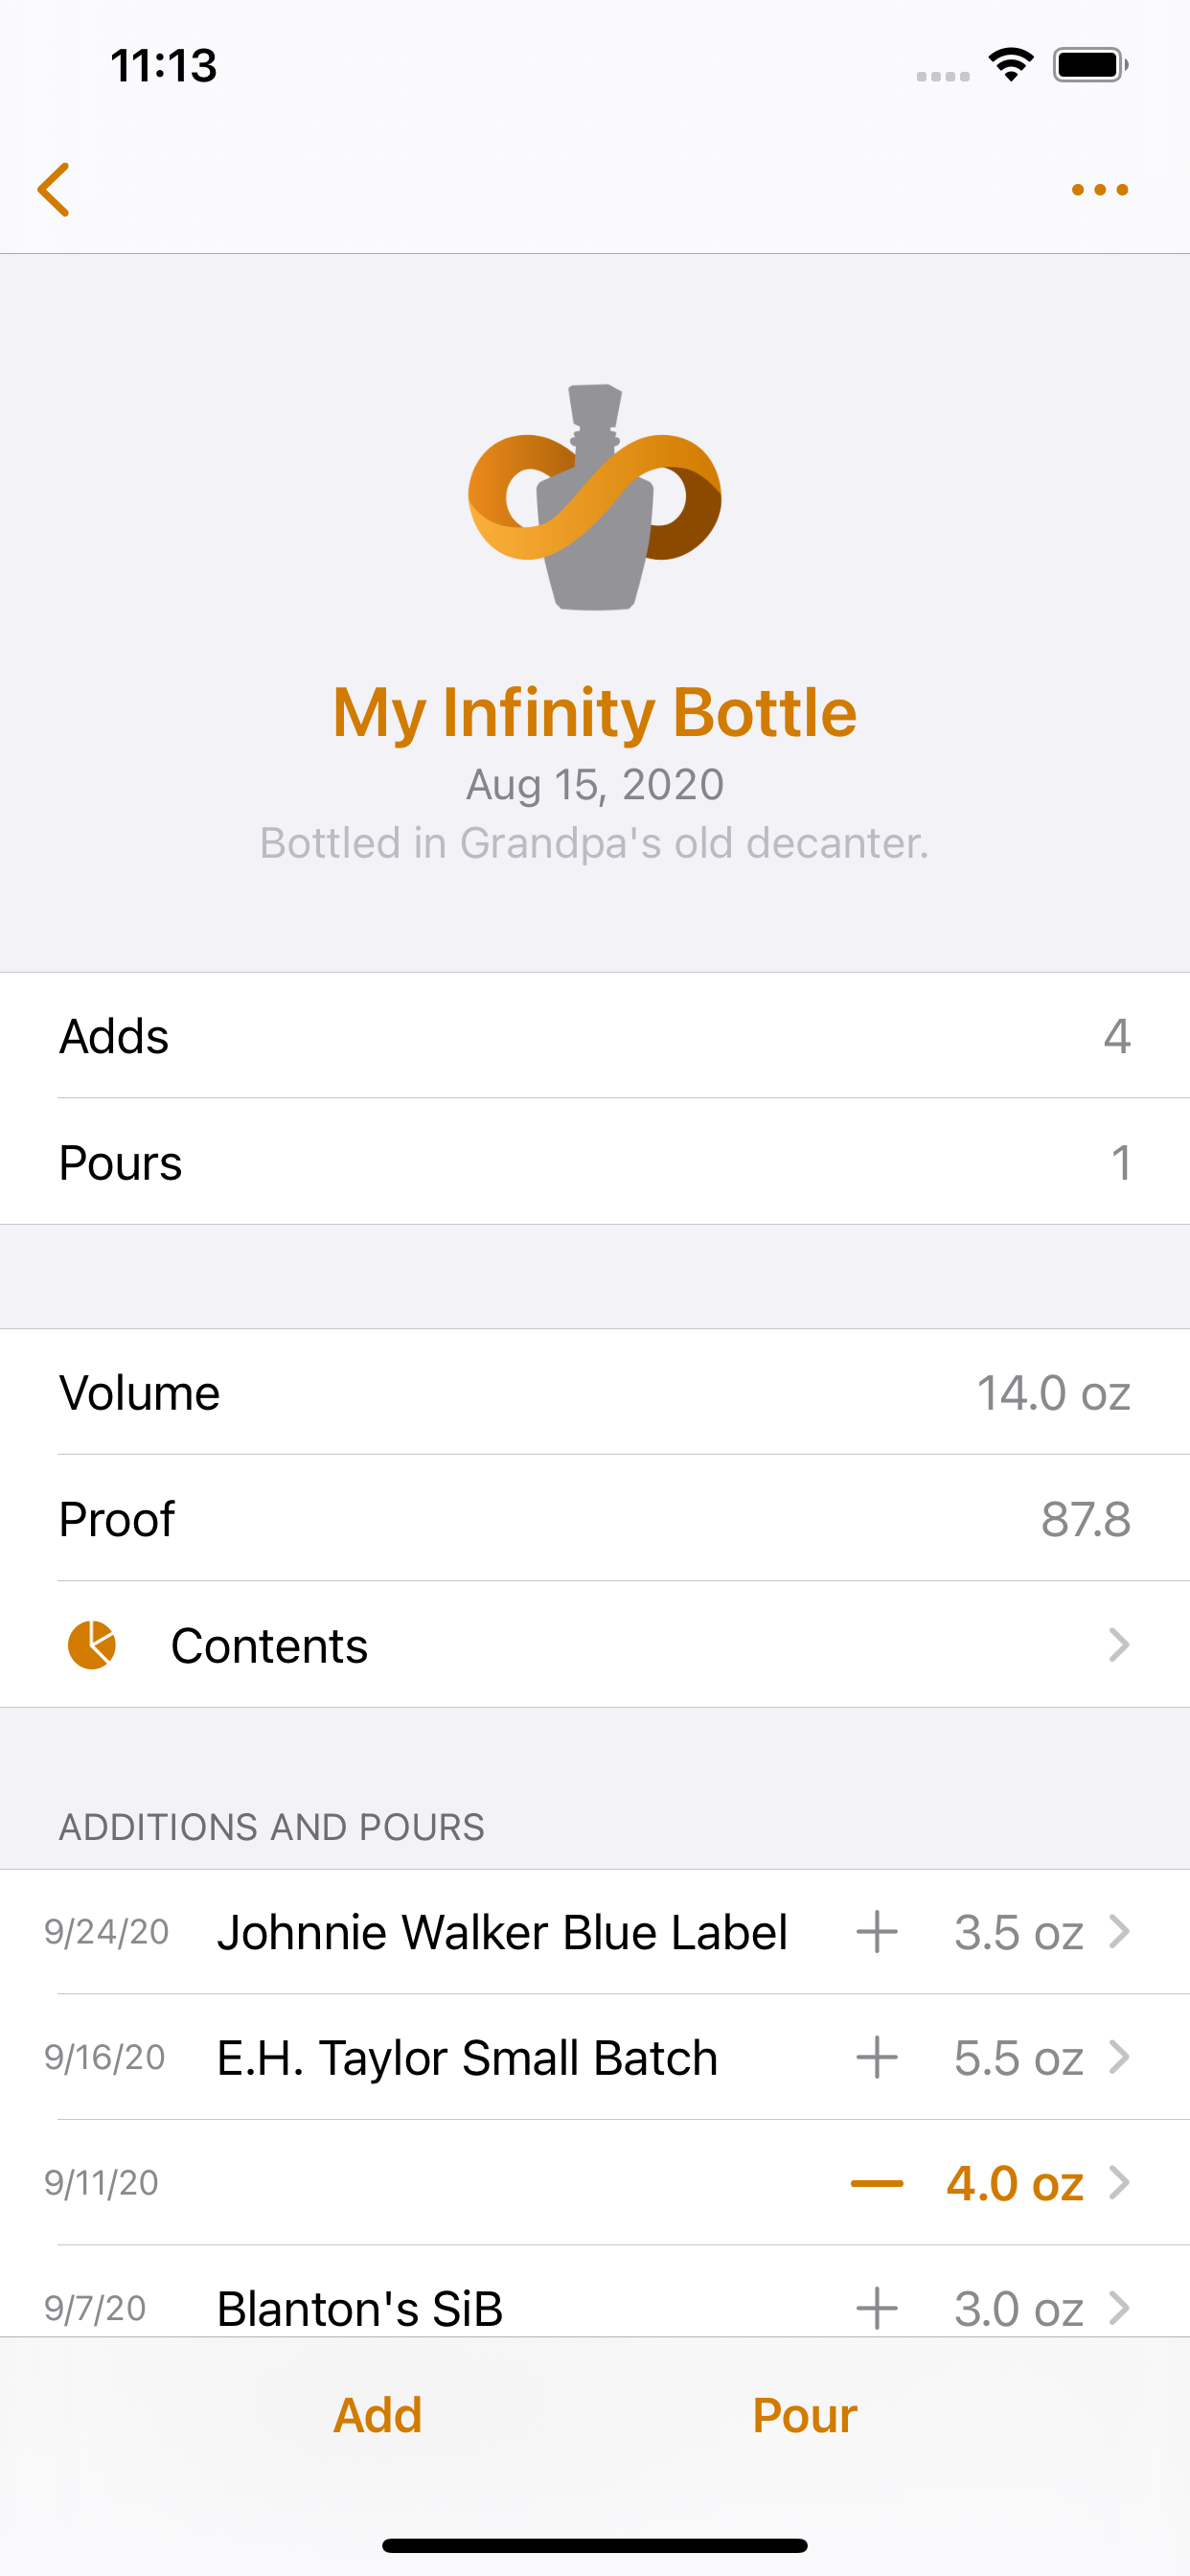 11:13
My Infinity Bottle
Aug 15, 2020
Bottled in Grandpa's old decanter.
Adds 4
Pours 1
Volume 14.0 oz
Proof 87.8
Contents
ADDITIONS AND POURS
9/24/20 Johnnie Walker Blue Label + 3.5 oz
9/16/20 E.H. Taylor Small Batch + 5.5 oz
9/11/20 — 4.0 oz
9/7/20 Blanton's SiB + 3.0 oz
Add Pour